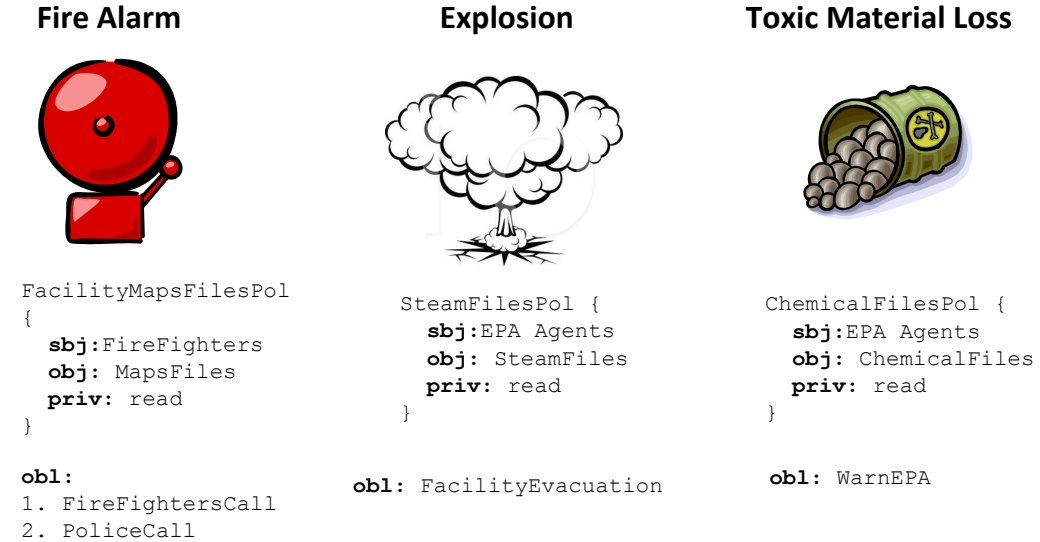 Fire Alarm
FacilityMapsFilesPol
{
sbj:FireFighters
obj: MapsFiles
priv: read
}
obl:
1. FireFightersCall
2. PoliceCall
Explosion
SteamFilesPol {
sbj:EPA Agents
obj: SteamFiles
priv: read
}
obl: FacilityEvacuation
Toxic Material Loss
ChemicalFilesPol {
sbj:EPA Agents
obj: ChemicalFiles
priv: read
}
obl: WarnEPA